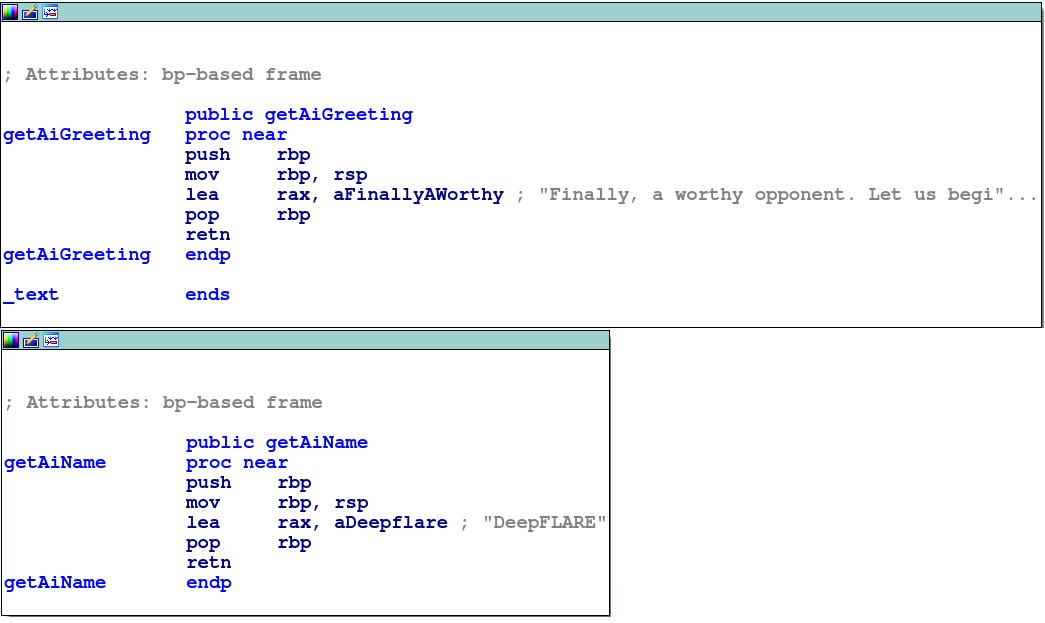 ; Attributes: bp-based frame
public getAiGreeting
getAiGreeting proc near
push rbp
mov rbp, rsp
lea rax, aFinallyAWorthy ; "Finally, a worthy opponent. Let us begi"...
pop rbp
retn
getAiGreeting endp
_text ends
; Attributes: bp-based frame
public getAiName
getAiName proc near
push rbp
mov rbp, rsp
lea rax, aDeepflare ; "DeepFLARE"
pop rbp
retn
getAiName endp